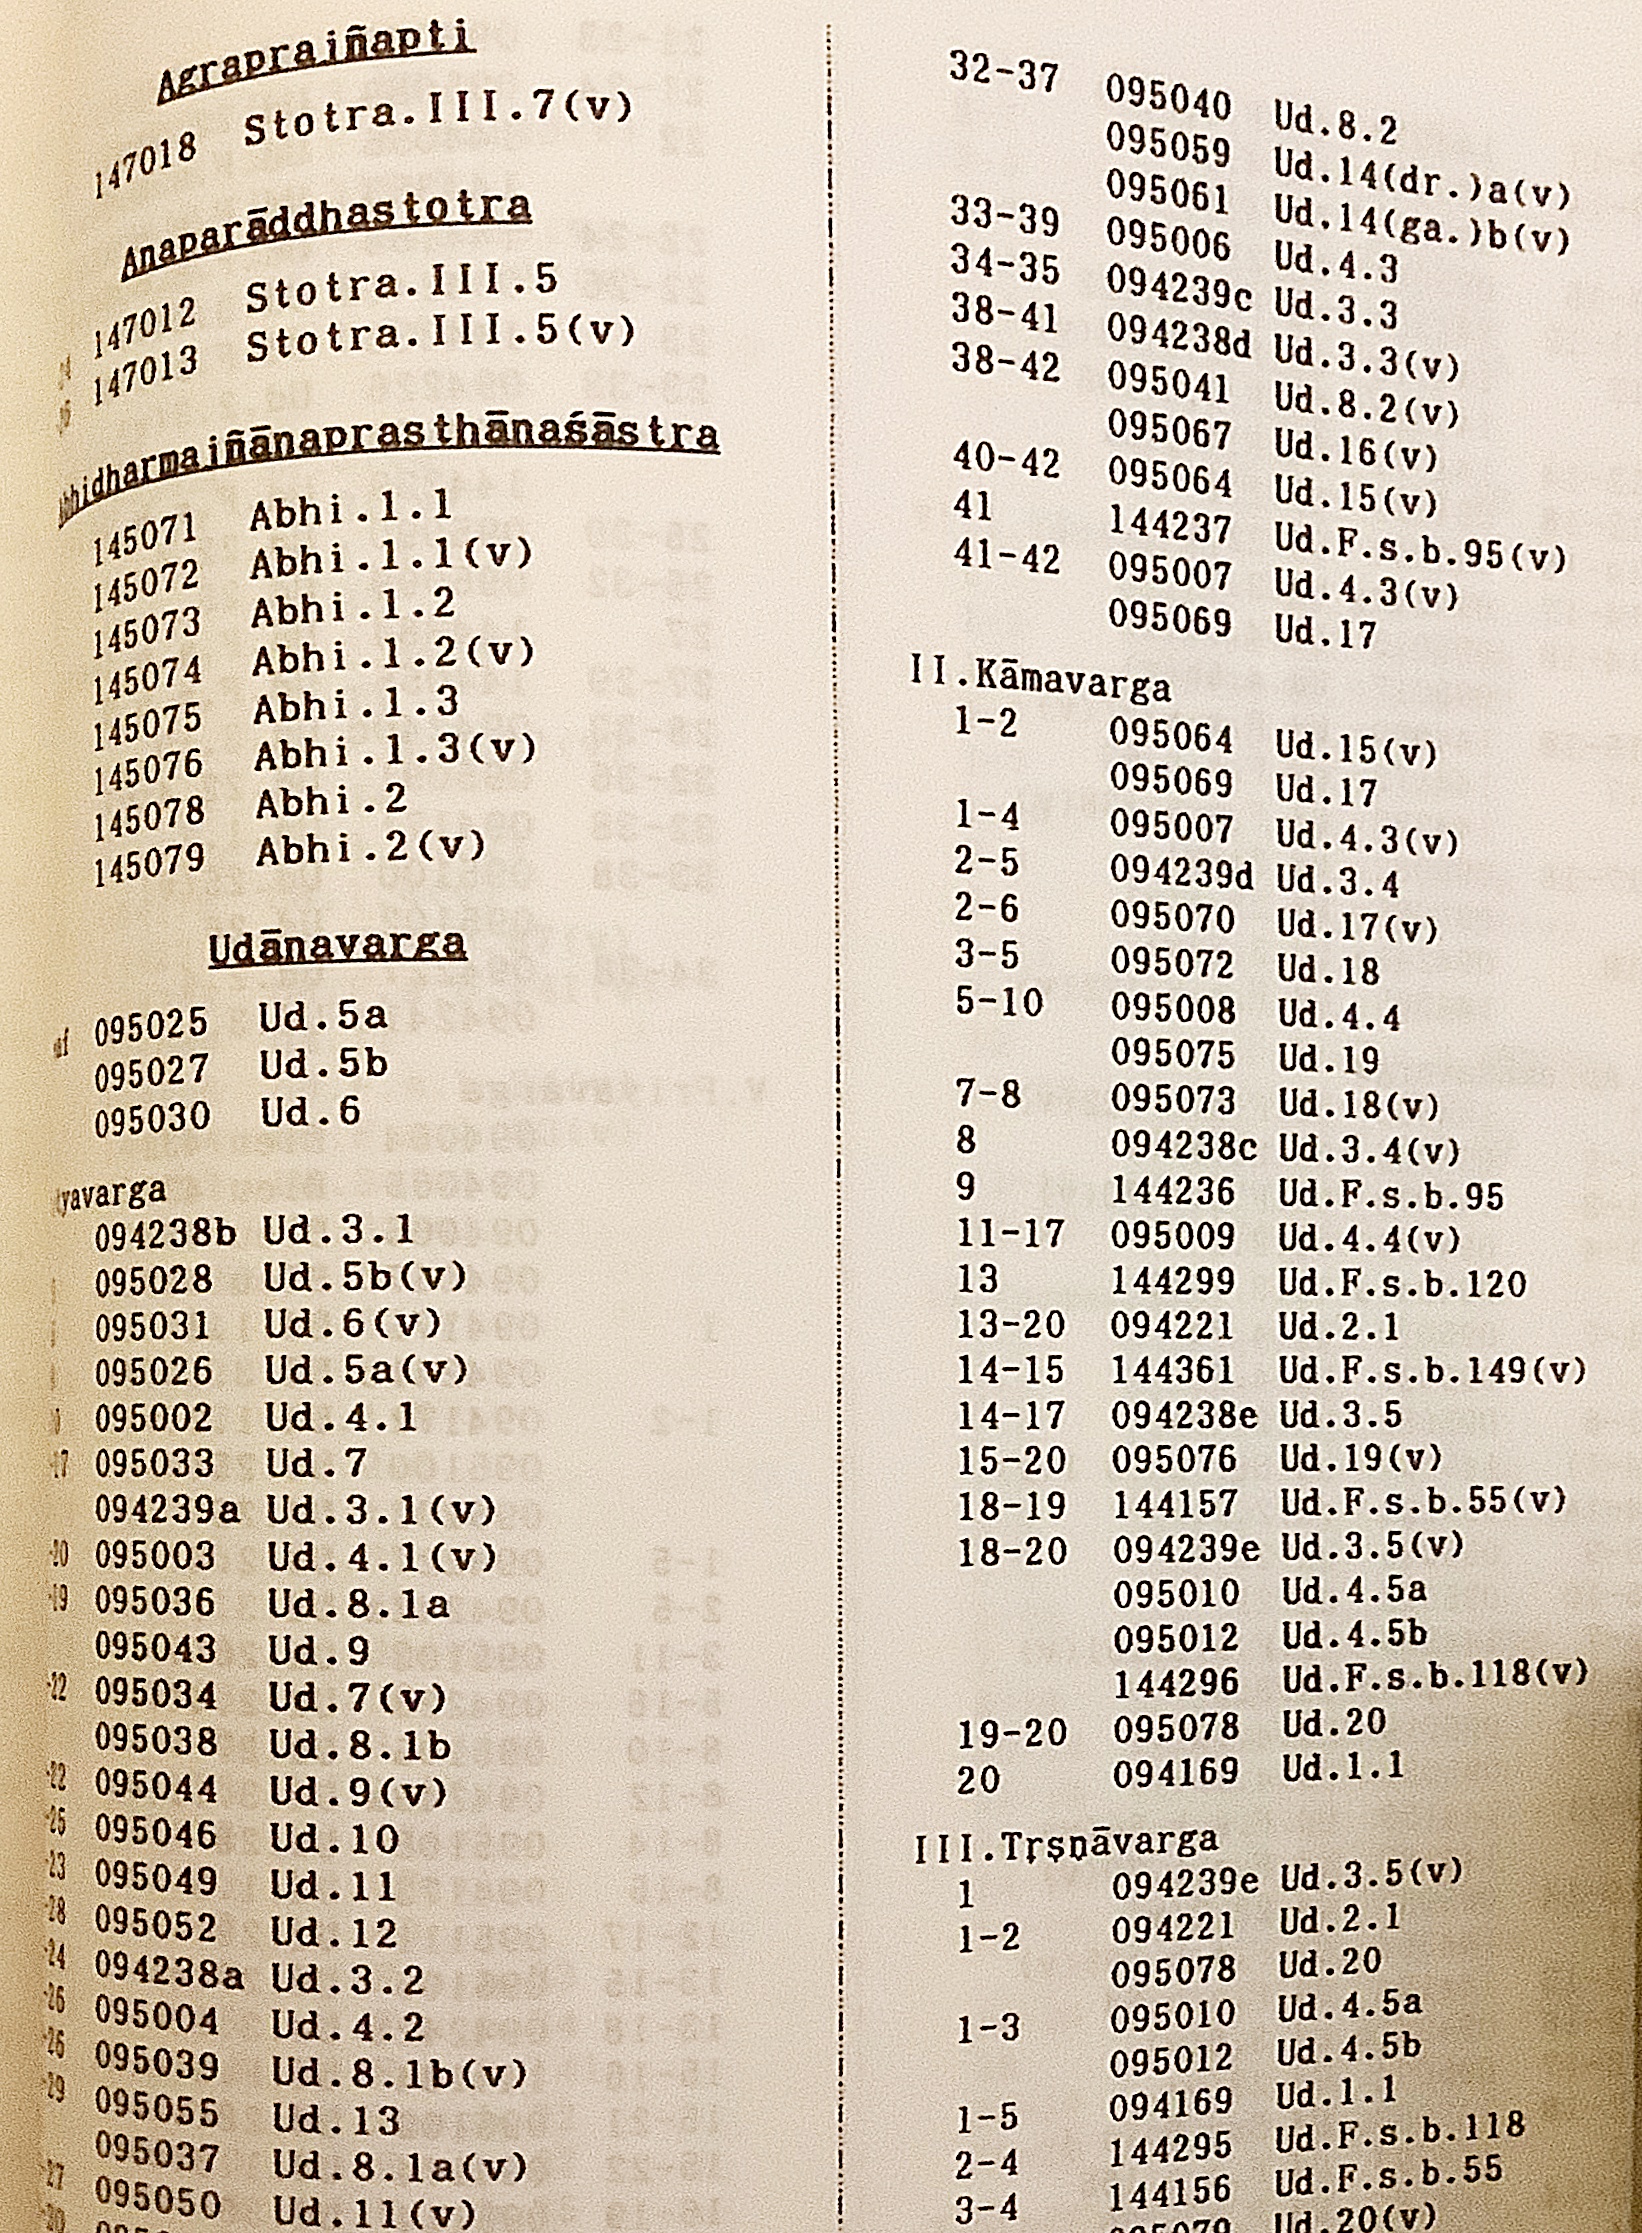 Agraprajñapti
147018 Stotra.III.7(v)
Anaparāddhastotra
147012 Stotra.III.5
147013 Stotra.III.5(v)
Abhidharmajñānaprasthānaśāstra
145071 Abhi.1.1
145072 Abhi.1.1(v)
145073 Abhi.1.2
145074 Abhi.1.2(v)
145075 Abhi.1.3
145076 Abhi.1.3(v)
145078 Abhi.2
145079 Abhi.2(v)
Udānavarga
095025 Ud.5a
095027 Ud.5b
095030 Ud.6
tyavarga
094238b Ud.3.1
095028 Ud.5b(v)
095031 Ud.6(v)
095026 Ud.5a(v)
095002 Ud.4.1
-17 095033 Ud.7
094239a Ud.3.1(v)
-20 095003 Ud.4.1(v)
-19 095036 Ud.8.1a
095043 Ud.9
-22 095034 Ud.7(v)
095038 Ud.8.1b
-22 095044 Ud.9(v)
-25 095046 Ud.10
-23 095049 Ud.11
-28 095052 Ud.12
-24 094238a Ud.3.2
-26 095004 Ud.4.2
-26 095039 Ud.8.1b(v)
-29 095055 Ud.13
095037 Ud.8.1a(v)
-27 095050 Ud.11(v)
32-37 095040 Ud.8.2
095059 Ud.14(dr.)a(v)
095061 Ud.14(ga.)b(v)
33-39 095006 Ud.4.3
34-35 094239c Ud.3.3
38-41 094238d Ud.3.3(v)
38-42 095041 Ud.8.2(v)
095067 Ud.16(v)
40-42 095064 Ud.15(v)
41 144237 Ud.F.s.b.95(v)
41-42 095007 Ud.4.3(v)
095069 Ud.17
II.Kāmavarga
1-2 095064 Ud.15(v)
095069 Ud.17
1-4 095007 Ud.4.3(v)
2-5 094239d Ud.3.4
2-6 095070 Ud.17(v)
3-5 095072 Ud.18
5-10 095008 Ud.4.4
095075 Ud.19
7-8 095073 Ud.18(v)
8 094238c Ud.3.4(v)
9 144236 Ud.F.s.b.95
11-17 095009 Ud.4.4(v)
13 144299 Ud.F.s.b.120
13-20 094221 Ud.2.1
14-15 144361 Ud.F.s.b.149(v)
14-17 094238e Ud.3.5
15-20 095076 Ud.19(v)
18-19 144157 Ud.F.s.b.55(v)
18-20 094239e Ud.3.5(v)
095010 Ud.4.5a
095012 Ud.4.5b
144296 Ud.F.s.b.118(v)
19-20 095078 Ud.20
20 094169 Ud.1.1
III.Tṛṣṇāvarga
1 094239e Ud.3.5(v)
1-2 094221 Ud.2.1
095078 Ud.20
1-3 095010 Ud.4.5a
095012 Ud.4.5b
1-5 094169 Ud.1.1
2-4 144295 Ud.F.s.b.118
3-4 144156 Ud.F.s.b.55
095079 Ud.20(v)